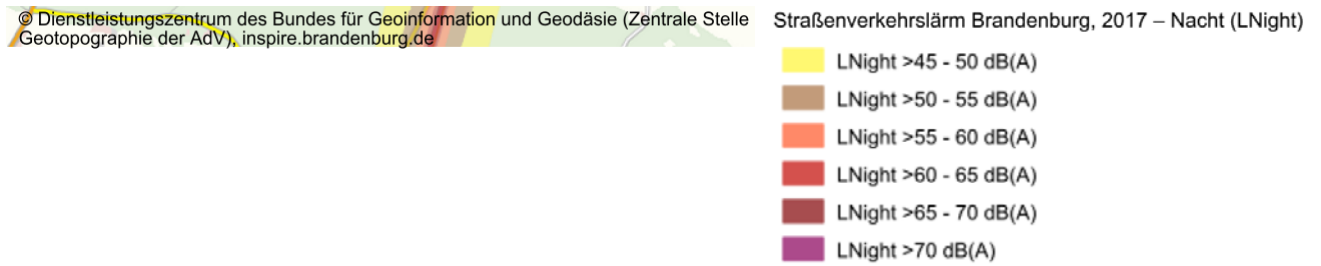 © Dienstleistungszentrum des Bundes für Geoinformation und Geodäsie (Zentrale Stelle
Geotopographie der AdV), inspire.brandenburg.de
Straßenverkehrslärm Brandenburg, 2017 – Nacht (LNight)
LNight >45 - 50 dB(A)
LNight >50 - 55 dB(A)
LNight >55 - 60 dB(A)
LNight >60 - 65 dB(A)
LNight >65 - 70 dB(A)
LNight >70 dB(A)